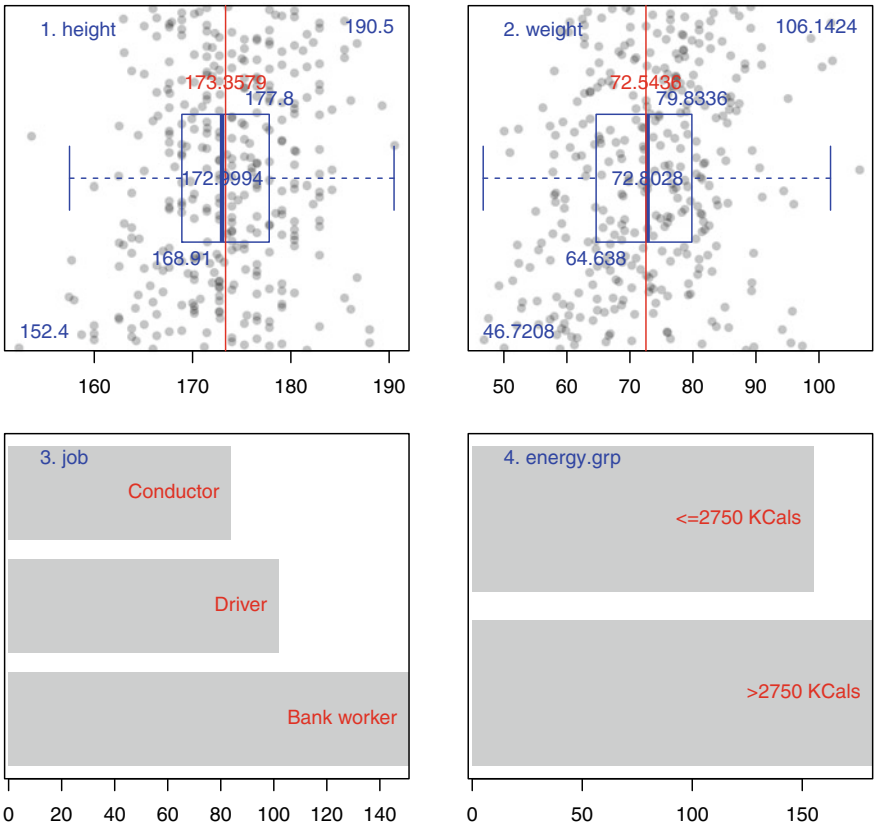 1. height
190.5
173.3579
177.8
172.9994
168.91
152.4
160 170 180 190
2. weight
106.1424
72.5436
79.8336
72.8028
64.638
46.7208
50 60 70 80 90 100
3. job
Conductor
Driver
Bank worker
0 20 40 60 80 100 120 140
4. energy.grp
<=2750 KCals
>2750 KCals
0 50 100 150